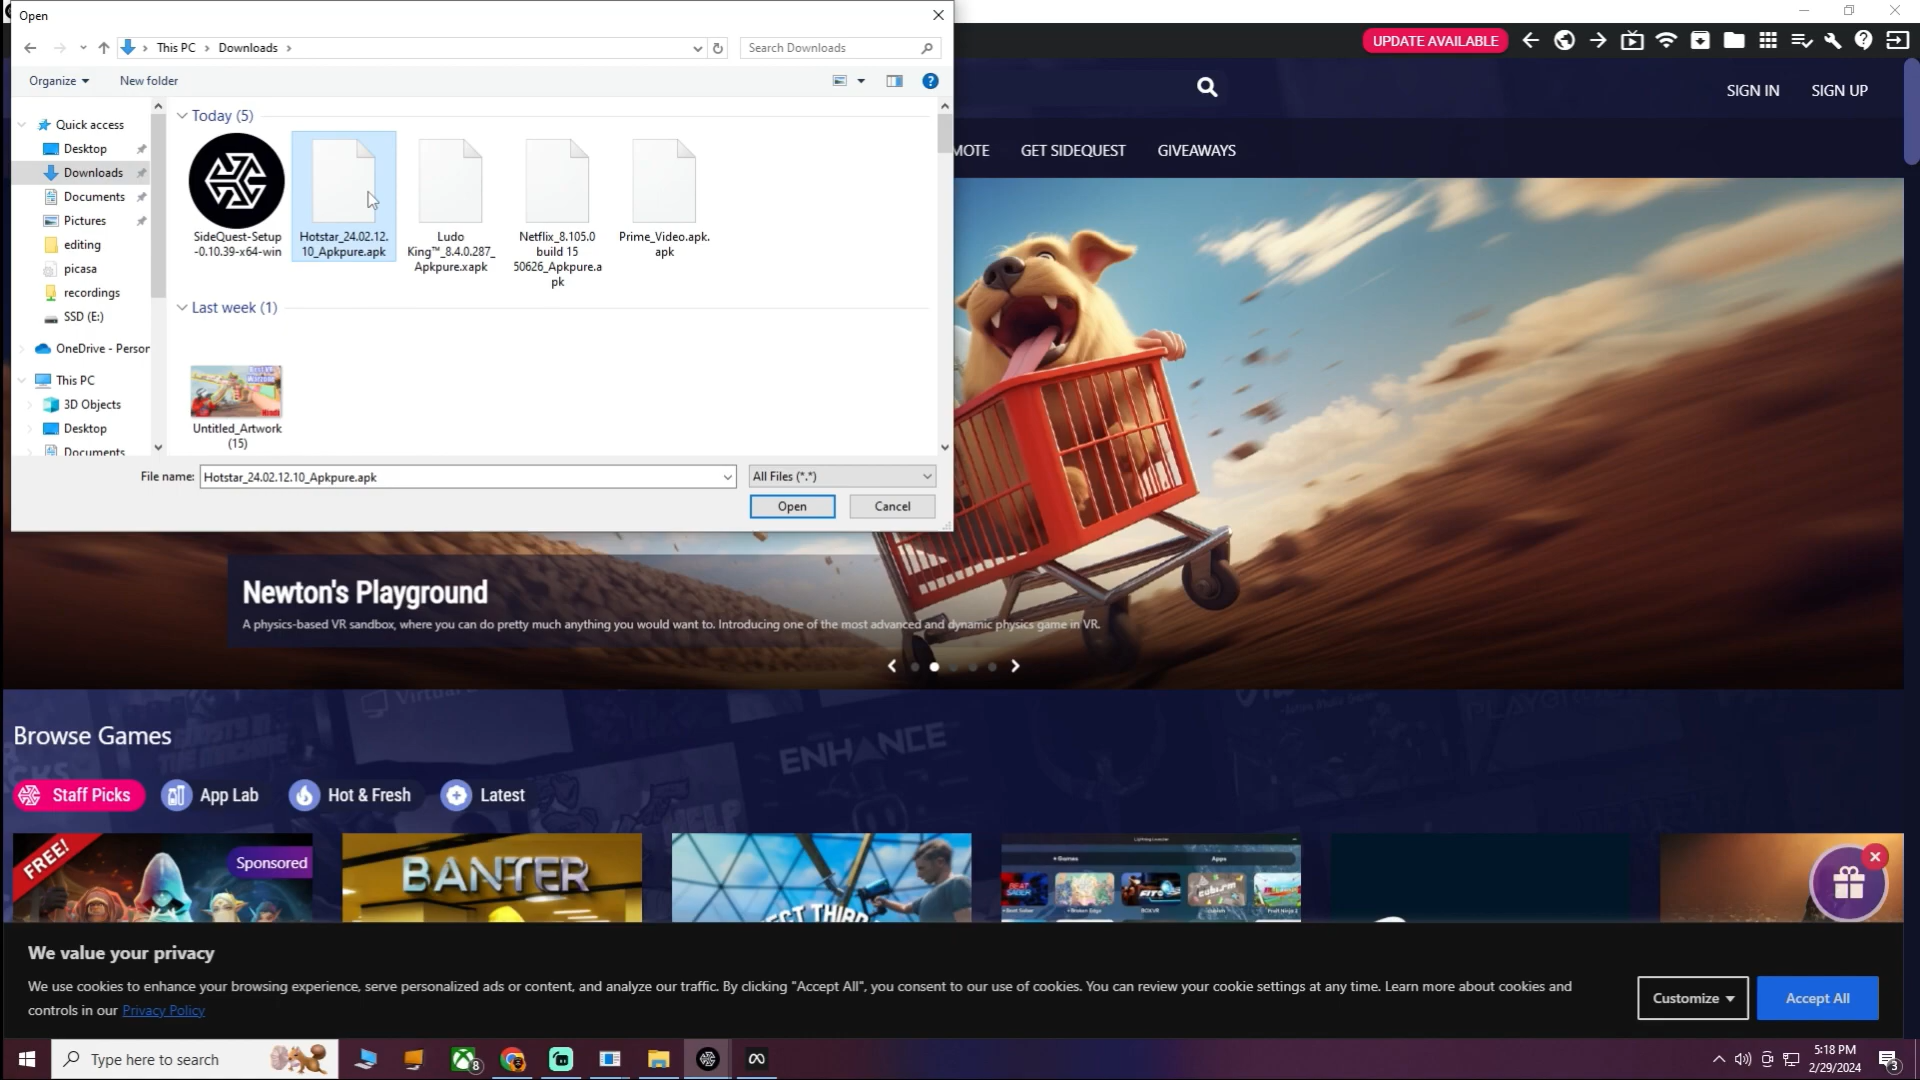 Open
This PC
Downloads
Search Downloads
Organize
New folder
Quick access
Desktop
Downloads
Documents
Pictures
editing
picasa
recordings
SSD (E:)
OneDrive - Person
This PC
3D Objects
Desktop
Documents
Today (5)
SideQuest-Setup
-0.10.39-x64-win
Hotstar_24.02.12.
10_Apkpure.apk
Ludo
King™_8.4.0.287_
Apkpure.xapk
Netflix_8.105.0
build 15
50626_Apkpure.a
pk
Prime_Video.apk.
apk
Last week (1)
Untitled_Artwork
(15)
File name:
Hotstar_24.02.12.10_Apkpure.apk
All Files (*.*)
Open
Cancel
UPDATE AVAILABLE
SIGN IN
SIGN UP
MOTE
GET SIDEQUEST
GIVEAWAYS
Newton's Playground
A physics-based VR sandbox, where you can do pretty much anything you would want to. Introducing one of the most advanced and dynamic physics game in VR.
ENHANCE
Browse Games
Staff Picks
App Lab
Hot & Fresh
Latest
FREE!
Sponsored
BANTER
Games
Apps
We value your privacy
We use cookies to enhance your browsing experience, serve personalized ads or content, and analyze our traffic. By clicking "Accept All", you consent to our use of cookies. You can review your cookie settings at any time. Learn more about cookies and
controls in our Privacy Policy
Customize
Accept All
Type here to search
8
5:18 PM
2/29/2024
3